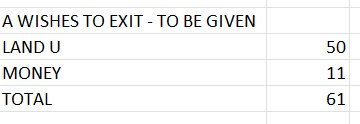 A WISHES TO EXIT - TO BE GIVEN
LAND U 50
MONEY 11
TOTAL 61